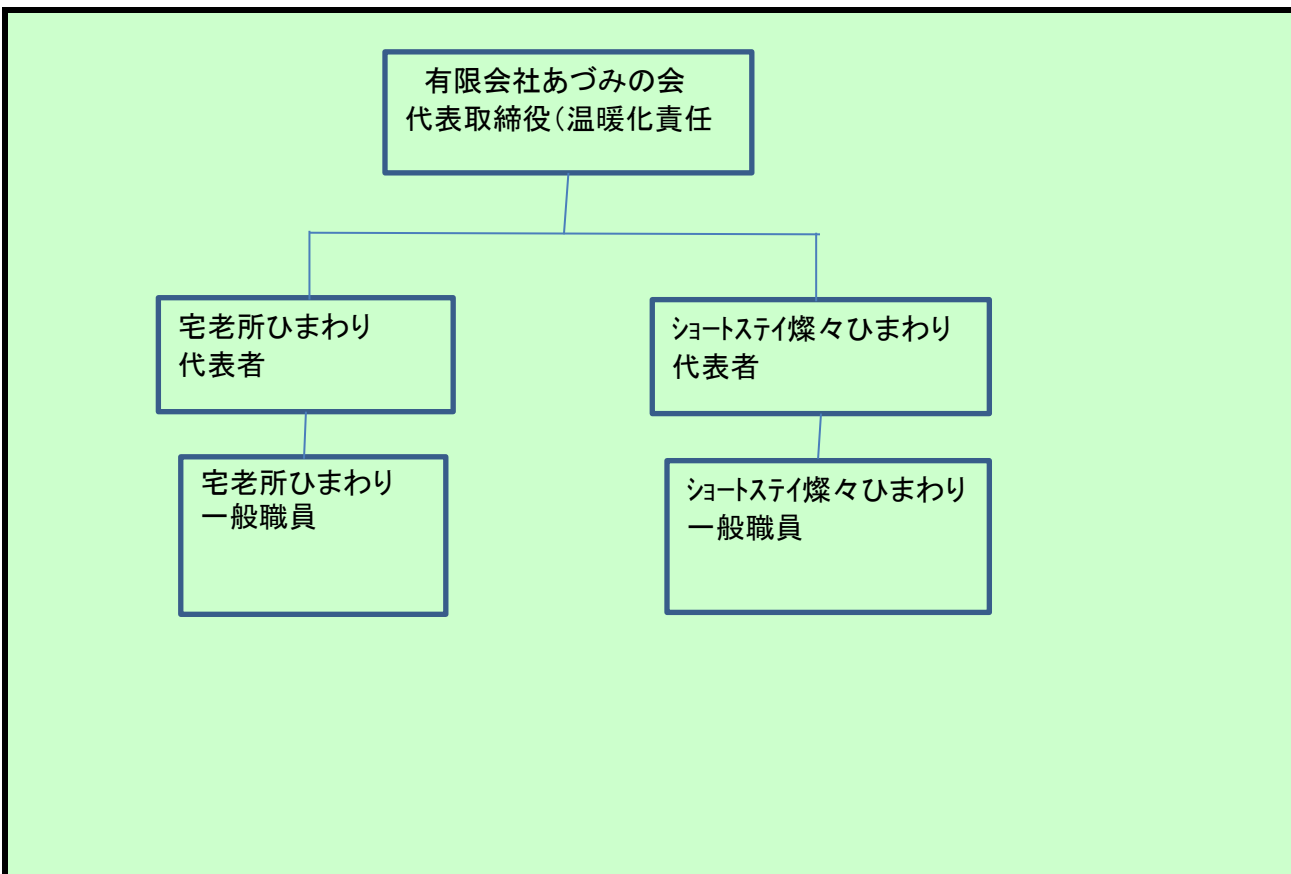 有限会社あづみの会
代表取締役（温暖化責任
宅老所ひまわり
代表者
ｼｮｰﾄｽﾃｲ燦々ひまわり
代表者
宅老所ひまわり
一般職員
ｼｮｰﾄｽﾃｲ燦々ひまわり
一般職員